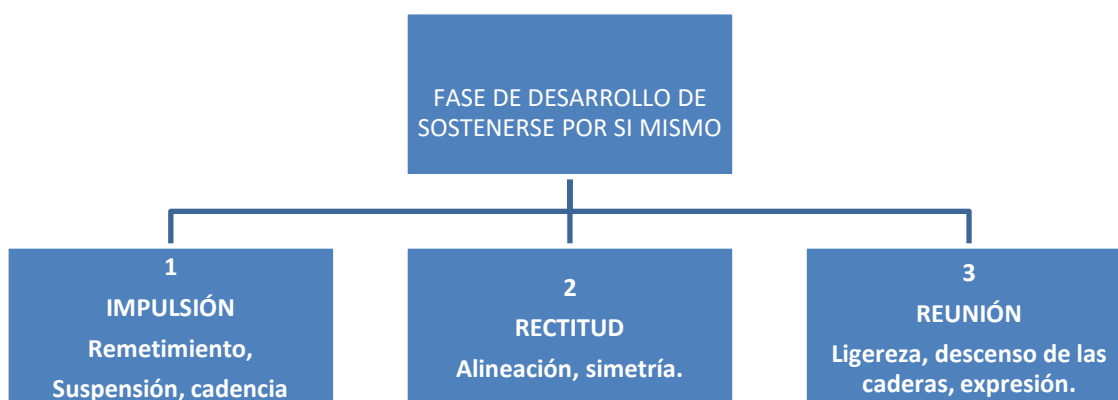 FASE DE DESARROLLO DE
SOSTENERSE POR SI MISMO
1
IMPULSIÓN
Remetimiento,
Suspensión, cadencia
2
RECTITUD
Alineación, simetría.
3
REUNIÓN
Ligereza, descenso de las
caderas, expresión.